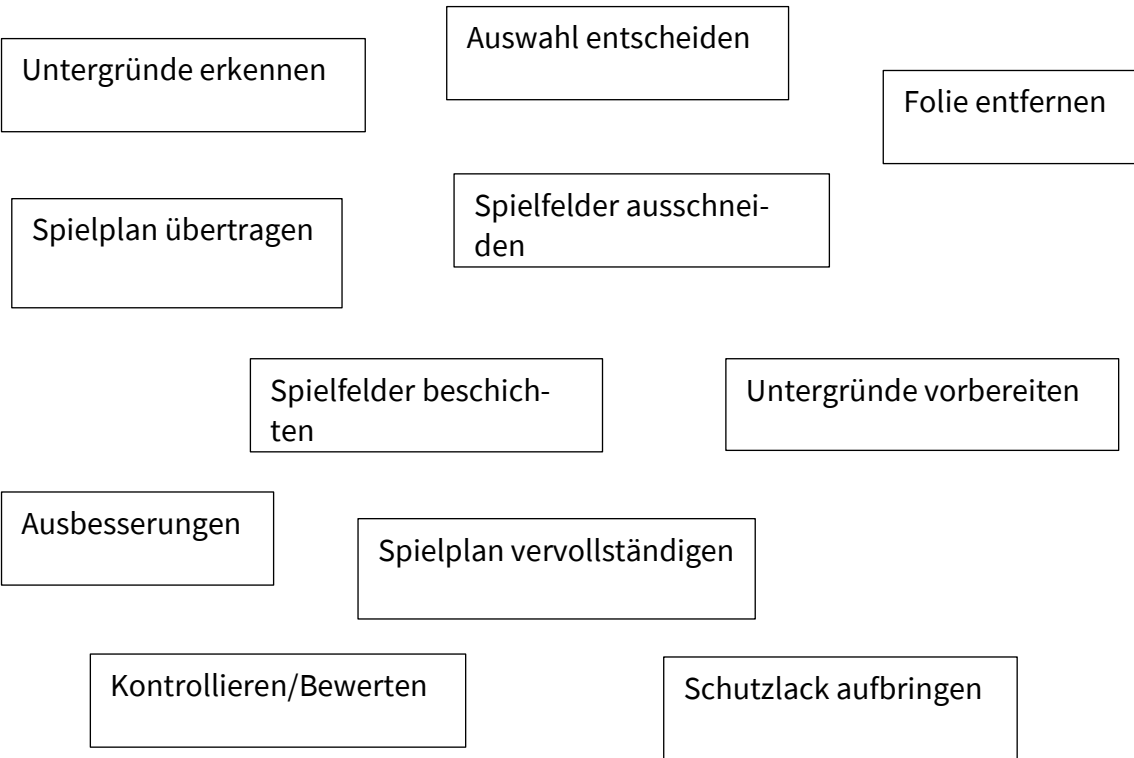 Auswahl entscheiden
Untergründe erkennen
Folie entfernen
Spielfelder ausschnei-
den
Spielplan übertragen
Spielfelder beschich-
ten
Untergründe vorbereiten
Ausbesserungen
Spielplan vervollständigen
Kontrollieren/Bewerten
Schutzlack aufbringen